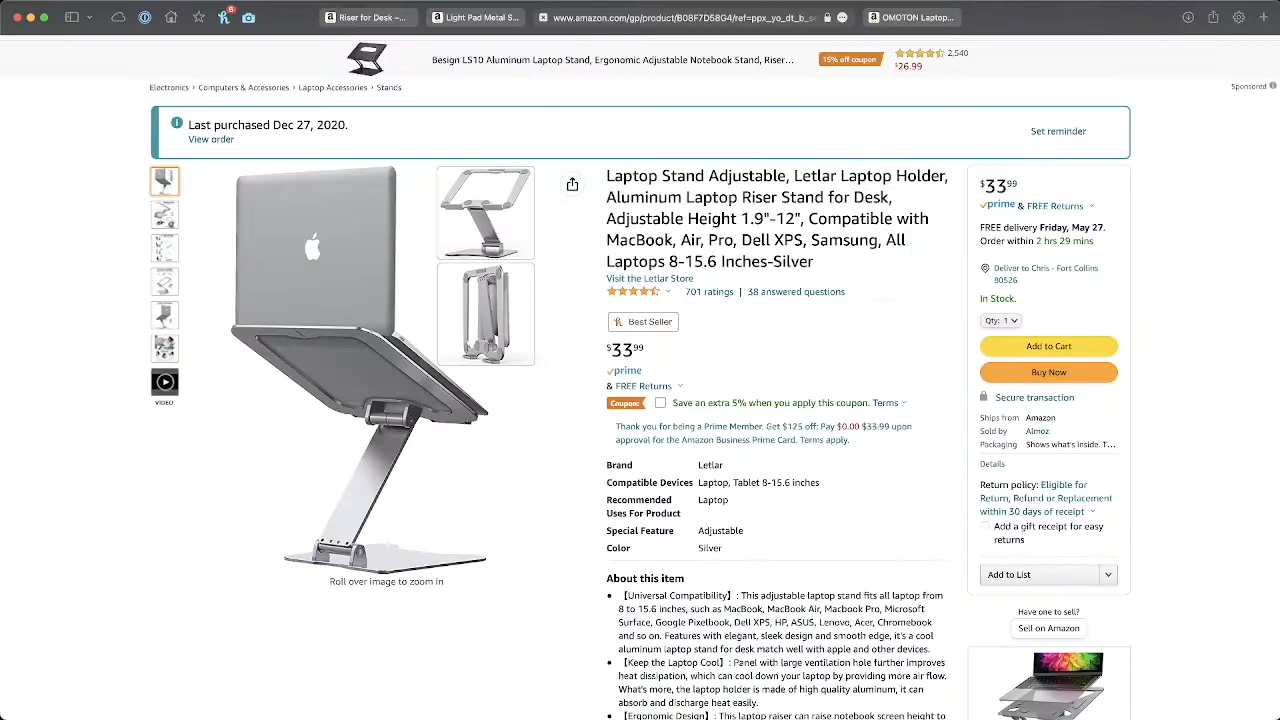 8
Riser for Desk –...
Light Pad Metal S...
www.amazon.com/gp/product/B08F7D58G4/ref=ppx_yo_dt_b_se
OMOTON Laptop...
Besign LS10 Aluminum Laptop Stand, Ergonomic Adjustable Notebook Stand, Riser...
15% off coupon
2,540
$26.99
Electronics › Computers & Accessories › Laptop Accessories › Stands
Sponsored
Last purchased Dec 27, 2020.
View order
Set reminder
VIDEO
Roll over image to zoom in
Laptop Stand Adjustable, Letlar Laptop Holder,
Aluminum Laptop Riser Stand for Desk,
Adjustable Height 1.9"-12", Compatible with
MacBook, Air, Pro, Dell XPS, Samsung, All
Laptops 8-15.6 Inches-Silver
Visit the Letlar Store
701 ratings | 38 answered questions
Best Seller
$33 99
prime
& FREE Returns
Coupon: Save an extra 5% when you apply this coupon. Terms
Thank you for being a Prime Member. Get $125 off: Pay $0.00 $33.99 upon
approval for the Amazon Business Prime Card. Terms apply.
Brand Letlar
Compatible Devices Laptop, Tablet 8-15.6 inches
Recommended Laptop
Uses For Product
Special Feature Adjustable
Color Silver
About this item
• 【Universal Compatibility】: This adjustable laptop stand fits all laptop from
8 to 15.6 inches, such as MacBook, MacBook Air, Macbook Pro, Microsoft
Surface, Google Pixelbook, Dell XPS, HP, ASUS, Lenovo, Acer, Chromebook
and so on. Features with elegant, sleek design and smooth edge, it's a cool
aluminum laptop stand for desk match well with apple and other devices.
• 【Keep the Laptop Cool】: Panel with large ventilation hole further improves
heat dissipation, which can cool down your laptop by providing more air flow.
What's more, the laptop holder is made of high quality aluminum, it can
absorb and discharge heat easily.
• 【Ergonomic Design】: This laptop raiser can raise notebook screen height to
$33 99
prime & FREE Returns
FREE delivery Friday, May 27.
Order within 2 hrs 29 mins
Deliver to Chris - Fort Collins
80526
In Stock.
Qty: 1
Add to Cart
Buy Now
Secure transaction
Ships from Amazon
Sold by Almoz
Packaging Shows what's inside. T...
Details
Return policy: Eligible for
Return, Refund or Replacement
within 30 days of receipt
Add a gift receipt for easy
returns
Add to List
Have one to sell?
Sell on Amazon